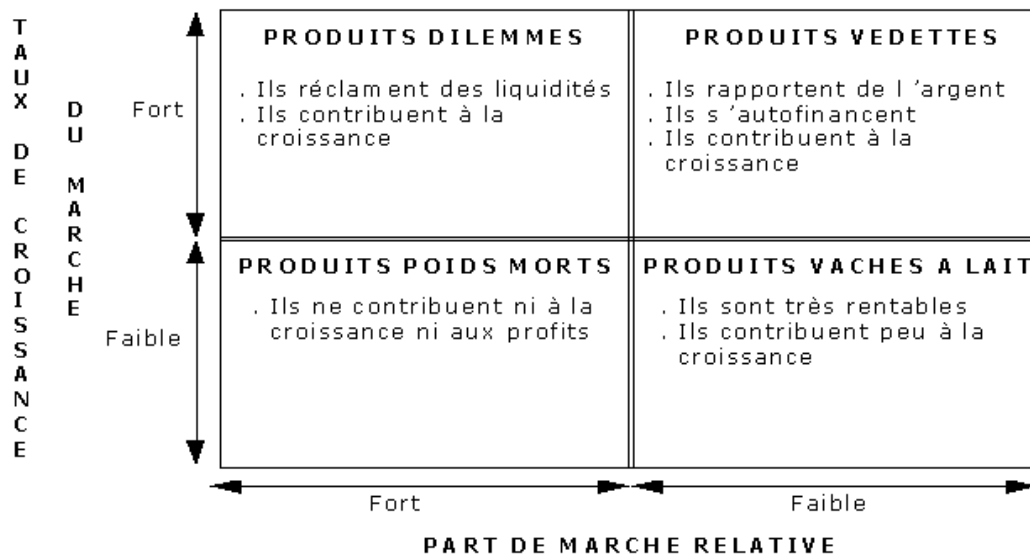 TAUX DE CROISSANCE
DU MARCHE
Fort
PRODUITS DILEMMES
. Ils réclament des liquidités
. Ils contribuent à la
croissance
PRODUITS VEDETTES
. Ils rapportent de l ’argent
. Ils s ’autofinancent
. Ils contribuent à la
croissance
Faible
PRODUITS POIDS MORTS
. Ils ne contribuent ni à la
croissance ni aux profits
PRODUITS VACHES A LAIT
. Ils sont très rentables
. Ils contribuent peu à la
croissance
Fort
Faible
PART DE MARCHE RELATIVE